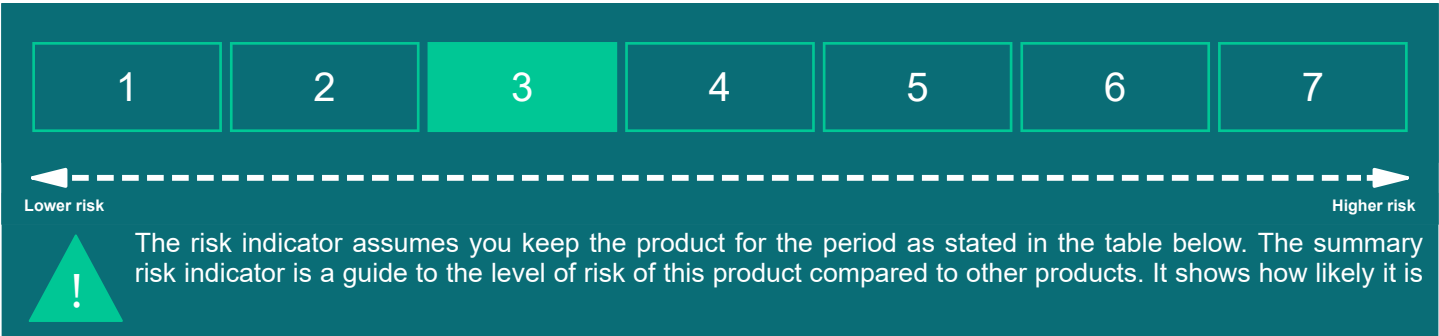 1 2 3 4 5 6 7
Lower risk Higher risk
The risk indicator assumes you keep the product for the period as stated in the table below. The summary
! risk indicator is a guide to the level of risk of this product compared to other products. It shows how likely it is